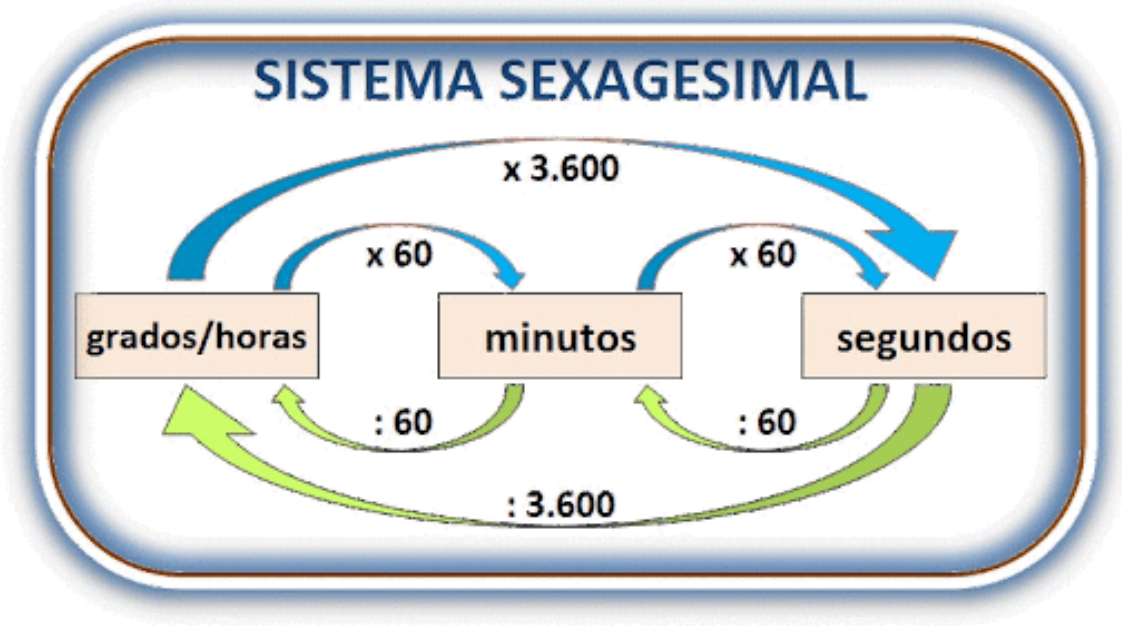 SISTEMA SEXAGESIMAL
x 3.600
x 60
x 60
grados/horas
minutos
segundos
: 60
: 60
: 3.600